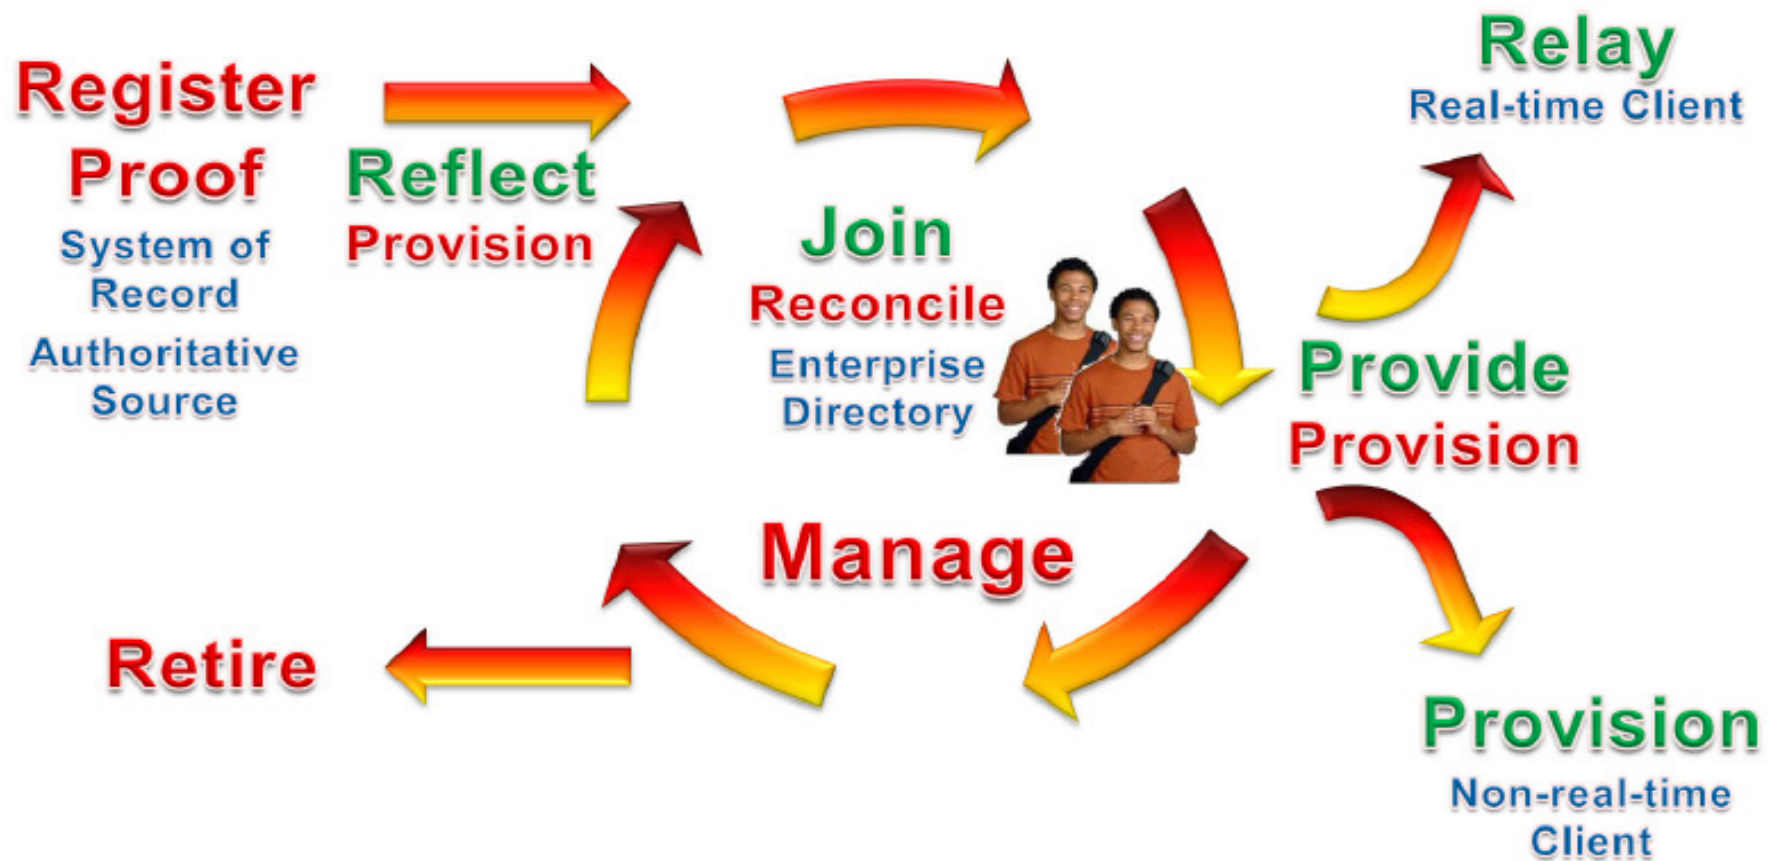 Register
Proof
System of
Record
Authoritative
Source
Reflect
Provision
Join
Reconcile
Enterprise
Directory
Manage
Relay
Real-time Client
Provide
Provision
Provision
Non-real-time
Client
Retire